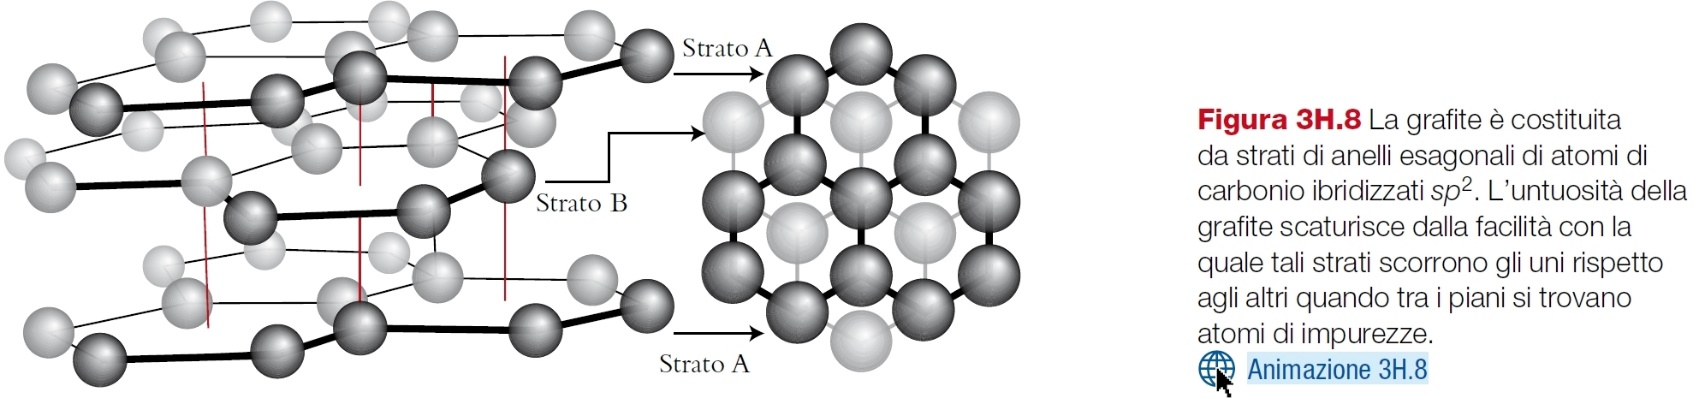 Strato A
Strato B
Strato A
Figura 3H.8 La grafite è costituita
da strati di anelli esagonali di atomi di
carbonio ibridizzati sp². L'untuosità della
grafite scaturisce dalla facilità con la
quale tali strati scorrono gli uni rispetto
agli altri quando tra i piani si trovano
atomi di impurezze.
Animazione 3H.8